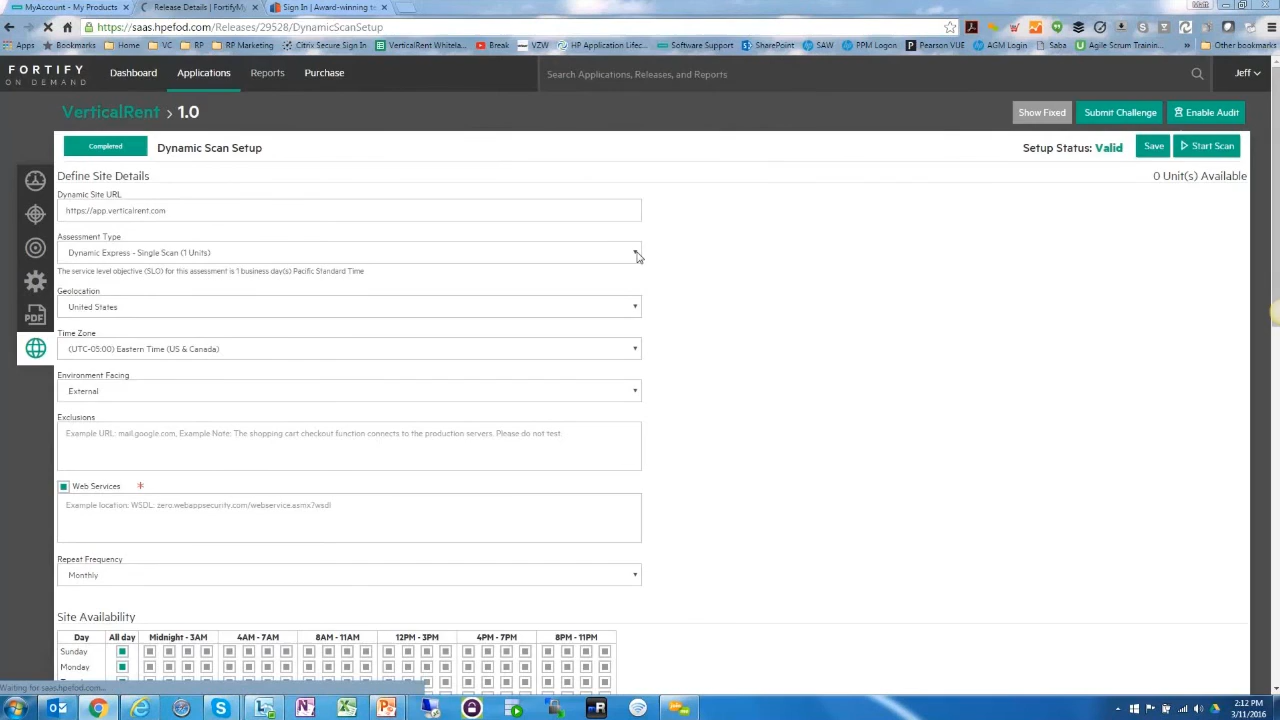 MyAccount - My Products
Release Details | FortifyM
Sign In | Award-winning t
https://saas.hpefod.com/Releases/29528/DynamicScanSetup
Apps
Bookmarks
Home
VC
RP
RP Marketing
Citrix Secure Sign In
VerticalRent Whitela
Break
VZW
HP Application Lifec
Software Support
SharePoint
SAW
PPM Logon
Pearson VUE
AGM Login
Saba
Agile Scrum Trainin
»
Other bookmarks
FORTIFY
ON DEMAND
Dashboard
Applications
Reports
Purchase
Search Applications, Releases, and Reports
Jeff
VerticalRent > 1.0
Show Fixed
Submit Challenge
Enable Audit
Completed
Dynamic Scan Setup
Setup Status: Valid
Save
Start Scan
Define Site Details
0 Unit(s) Available
Dynamic Site URL
https://app.verticalrent.com
Assessment Type
Dynamic Express - Single Scan (1 Units)
The service level objective (SLO) for this assessment is 1 business day(s) Pacific Standard Time
Geolocation
United States
Time Zone
(UTC-05:00) Eastern Time (US & Canada)
Environment Facing
External
Exclusions
Example URL: mail.google.com, Example Note: The shopping cart checkout function connects to the production servers. Please do not test
Web Services *
Example location: WSDL: zero.webappsecurity.com/webservice.asmx?wsdl
Repeat Frequency
Monthly
Site Availability
Day
All day
Midnight - 3AM
4AM - 7AM
8AM - 11AM
12PM - 3PM
4PM - 7PM
8PM - 11PM
Sunday
Monday
Waiting for saas.hpefod.com...
2:12 PM
3/11/2016
PDF